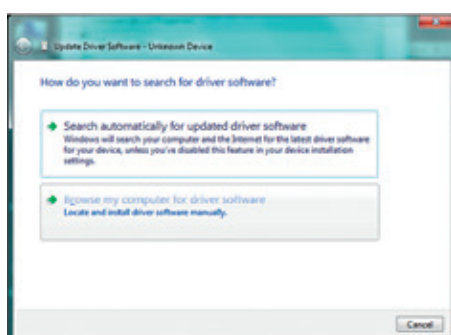 Update Driver Software - Unknown Device
How do you want to search for driver software?
Search automatically for updated driver software
Windows will search your computer and the Internet for the latest driver software
for your device, unless you've disabled this feature in your device installation
settings.
Browse my computer for driver software
Locate and install driver software manually.
Cancel